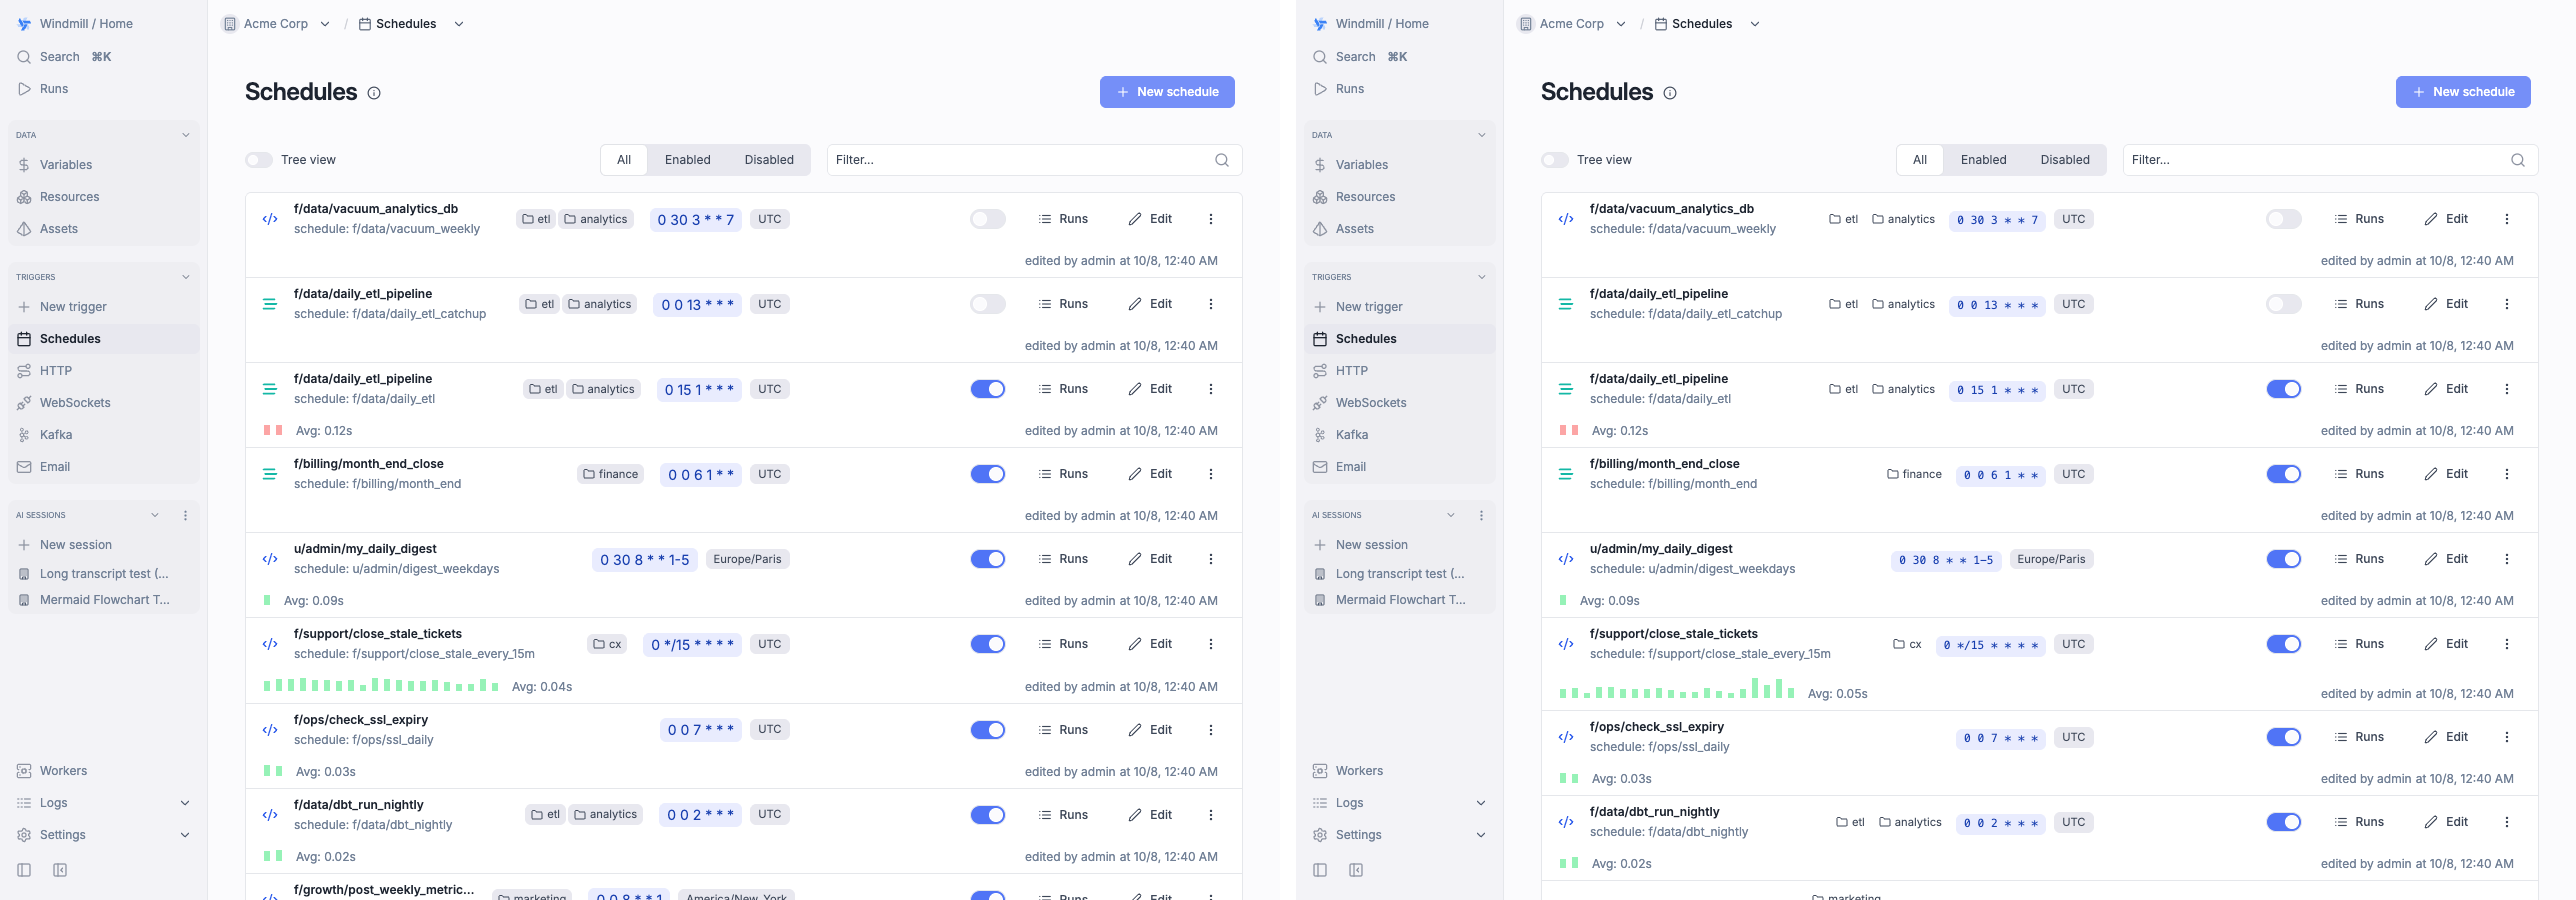 Windmill / Home
Search ⌘K
Runs
DATA
Variables
Resources
Assets
TRIGGERS
New trigger
Schedules
HTTP
WebSockets
Kafka
Email
AI SESSIONS
New session
Long transcript test (...
Mermaid Flowchart T...
Workers
Logs
Settings
Acme Corp / Schedules
Schedules
New schedule
Tree view All Enabled Disabled Filter...
f/data/vacuum_analytics_db
schedule: f/data/vacuum_weekly
etl analytics 0 30 3 * * 7 UTC Runs Edit
edited by admin at 10/8, 12:40 AM
f/data/daily_etl_pipeline
schedule: f/data/daily_etl_catchup
etl analytics 0 0 13 * * * UTC Runs Edit
edited by admin at 10/8, 12:40 AM
f/data/daily_etl_pipeline
schedule: f/data/daily_etl
etl analytics 0 15 1 * * * UTC Runs Edit
Avg: 0.12s edited by admin at 10/8, 12:40 AM
f/billing/month_end_close
schedule: f/billing/month_end
finance 0 0 6 1 * * UTC Runs Edit
edited by admin at 10/8, 12:40 AM
u/admin/my_daily_digest
schedule: u/admin/digest_weekdays
0 30 8 * * 1-5 Europe/Paris Runs Edit
Avg: 0.09s edited by admin at 10/8, 12:40 AM
f/support/close_stale_tickets
schedule: f/support/close_stale_every_15m
cx 0 */15 * * * * UTC Runs Edit
Avg: 0.04s edited by admin at 10/8, 12:40 AM
f/ops/check_ssl_expiry
schedule: f/ops/ssl_daily
0 0 7 * * * UTC Runs Edit
Avg: 0.03s edited by admin at 10/8, 12:40 AM
f/data/dbt_run_nightly
schedule: f/data/dbt_nightly
etl analytics 0 0 2 * * * UTC Runs Edit
Avg: 0.02s edited by admin at 10/8, 12:40 AM
f/growth/post_weekly_metric...
marketing 0 0 8 * * 1 America/New_York Runs Edit
Windmill / Home
Search ⌘K
Runs
DATA
Variables
Resources
Assets
TRIGGERS
New trigger
Schedules
HTTP
WebSockets
Kafka
Email
AI SESSIONS
New session
Long transcript test (...
Mermaid Flowchart T...
Workers
Logs
Settings
Acme Corp / Schedules
Schedules
New schedule
Tree view All Enabled Disabled Filter...
f/data/vacuum_analytics_db
schedule: f/data/vacuum_weekly
etl analytics 0 30 3 * * 7 UTC Runs Edit
edited by admin at 10/8, 12:40 AM
f/data/daily_etl_pipeline
schedule: f/data/daily_etl_catchup
etl analytics 0 0 13 * * * UTC Runs Edit
edited by admin at 10/8, 12:40 AM
f/data/daily_etl_pipeline
schedule: f/data/daily_etl
etl analytics 0 15 1 * * * UTC Runs Edit
Avg: 0.12s edited by admin at 10/8, 12:40 AM
f/billing/month_end_close
schedule: f/billing/month_end
finance 0 0 6 1 * * UTC Runs Edit
edited by admin at 10/8, 12:40 AM
u/admin/my_daily_digest
schedule: u/admin/digest_weekdays
0 30 8 * * 1-5 Europe/Paris Runs Edit
Avg: 0.09s edited by admin at 10/8, 12:40 AM
f/support/close_stale_tickets
schedule: f/support/close_stale_every_15m
cx 0 */15 * * * * UTC Runs Edit
Avg: 0.05s edited by admin at 10/8, 12:40 AM
f/ops/check_ssl_expiry
schedule: f/ops/ssl_daily
0 0 7 * * * UTC Runs Edit
Avg: 0.03s edited by admin at 10/8, 12:40 AM
f/data/dbt_run_nightly
schedule: f/data/dbt_nightly
etl analytics 0 0 2 * * * UTC Runs Edit
Avg: 0.02s edited by admin at 10/8, 12:40 AM
marketing